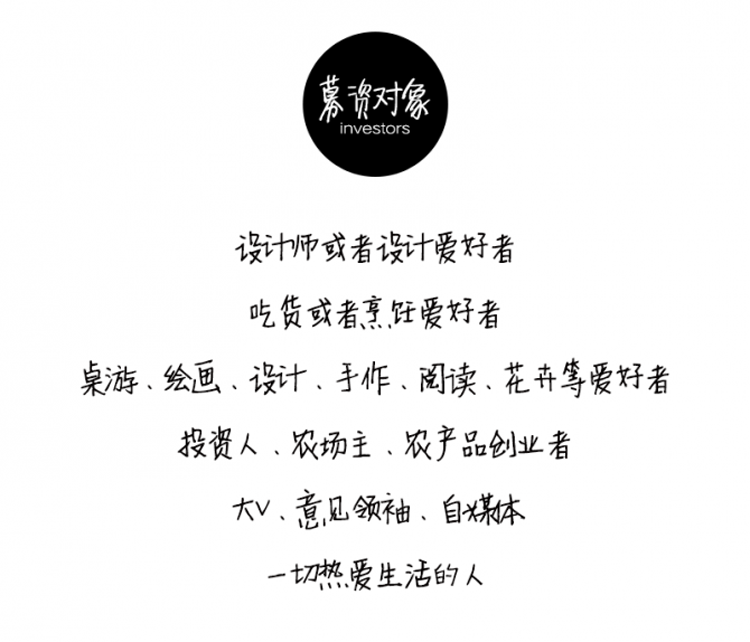 募资对象
investors
设计师或者设计爱好者
吃货或者烹饪爱好者
桌游、绘画、设计、手作、阅读、花卉等爱好者
投资人、农场主、农产品创业者
大V、意见领袖、自媒体
一切热爱生活的人